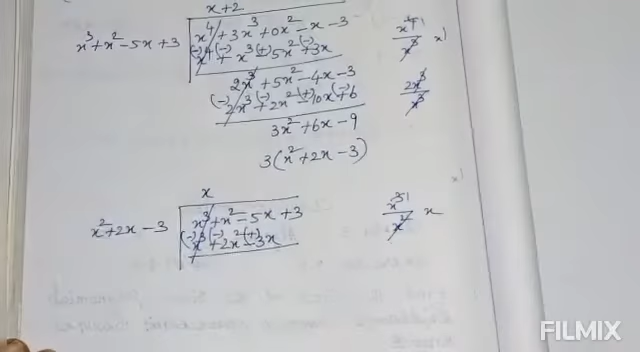 x+2
x³+x²-5x+3 x⁴+3x³+0x²-x-3 x⁴/x³ x
(-)x⁴(-)+x³(+)-5x²(-)+3x
2x³+5x²-4x-3
(-)2x³(-)+2x²(+)-10x(-)+6 2x³/x³
3x²+6x-9
3(x²+2x-3)
x
x²+2x-3 x³+x²-5x+3 x³/x² x
(-)x³(-)+2x²(+)-3x
FILMIX